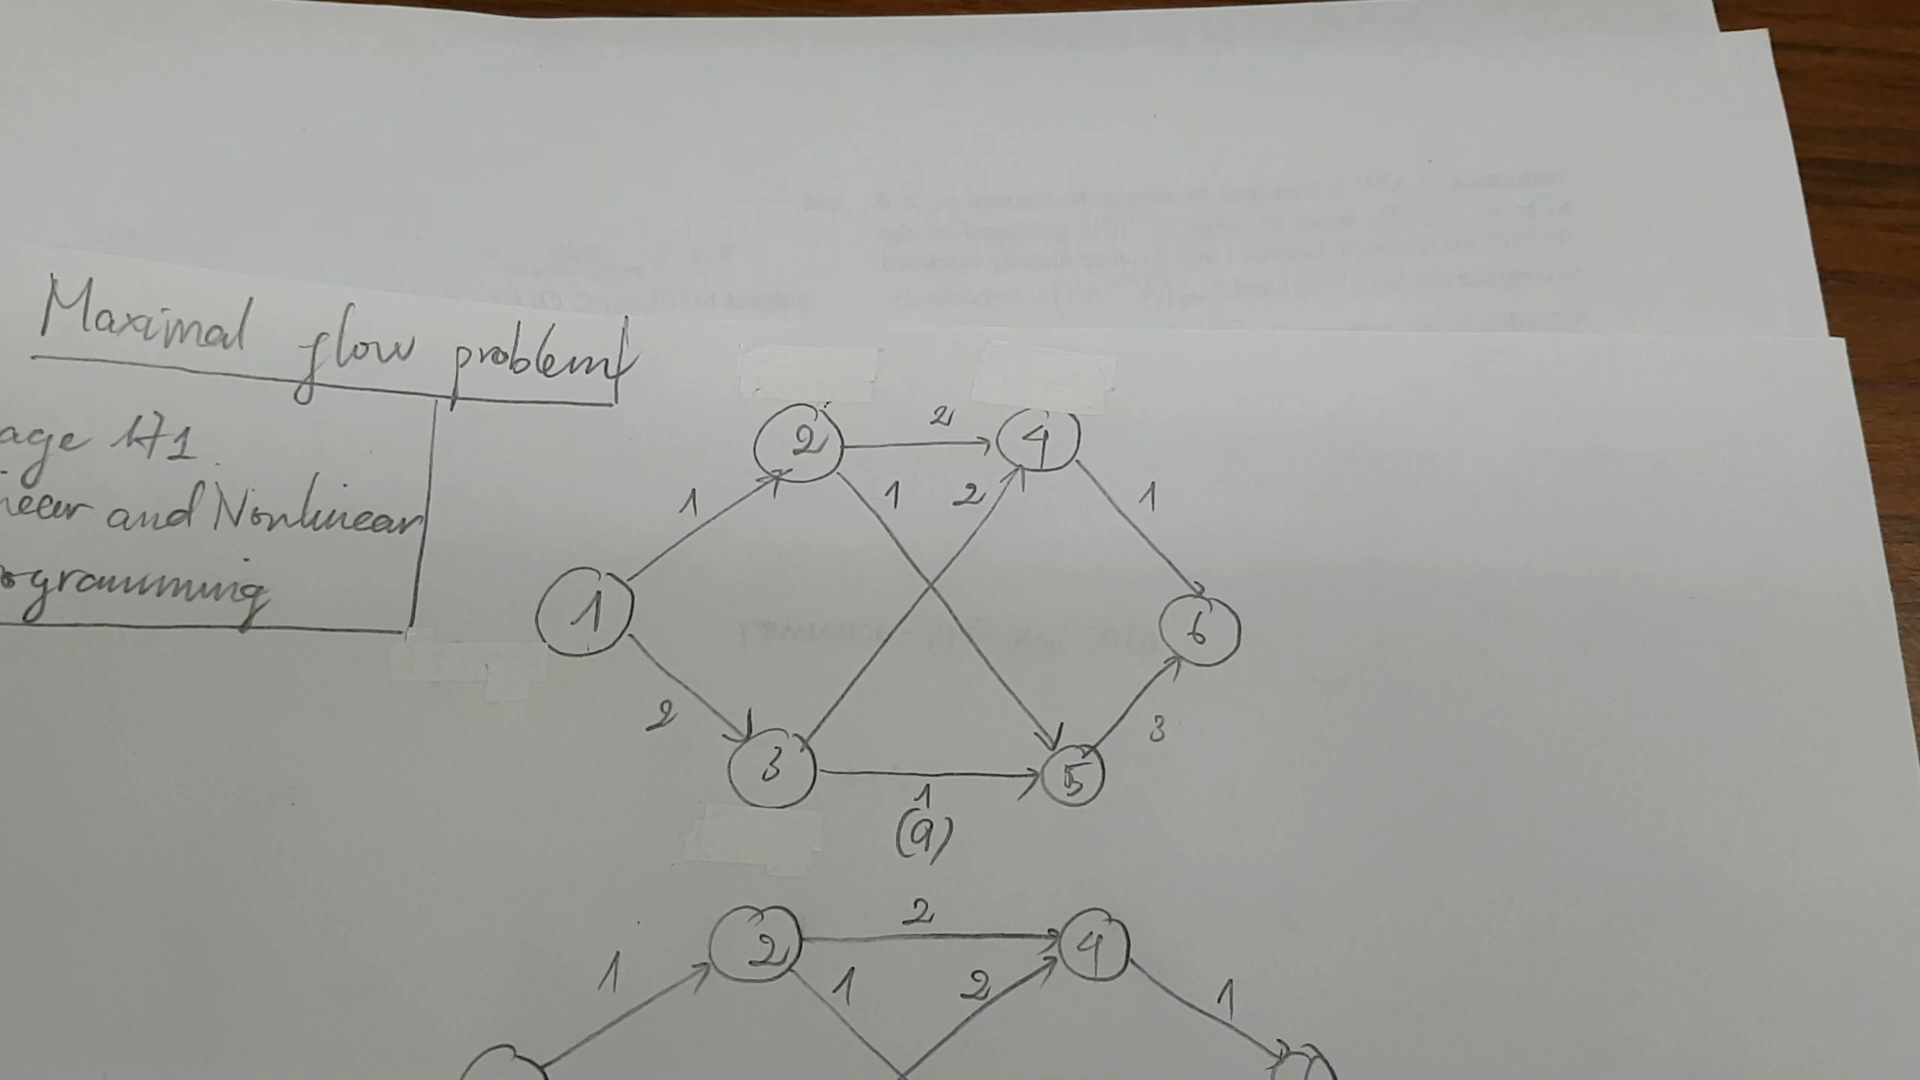 Maximal flow problem
age 171
near and Nonlinear
ogramming
2
2 4
1 1 2 1
1 6
2 3
3 5
1
(a)
2
2 4
1 1 2 1